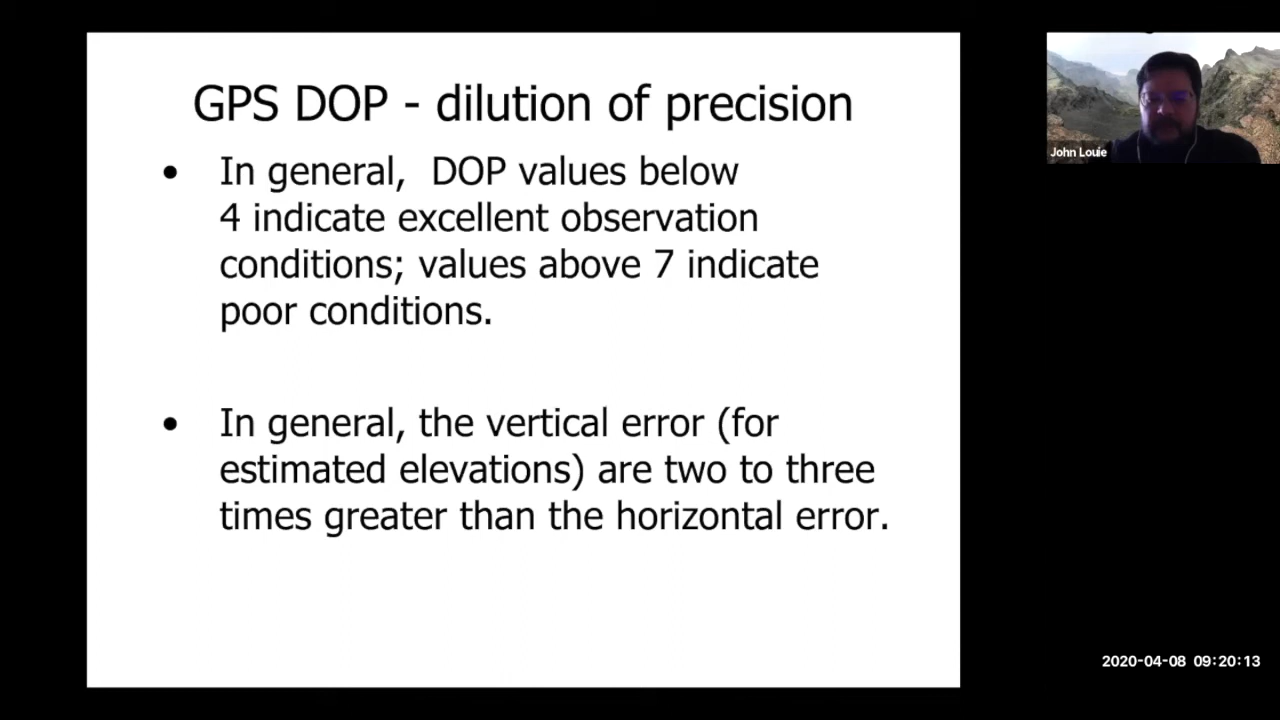 GPS DOP - dilution of precision
• In general,  DOP values below
4 indicate excellent observation
conditions; values above 7 indicate
poor conditions.
• In general, the vertical error (for
estimated elevations) are two to three
times greater than the horizontal error.
John Louie
2020-04-08 09:20:13